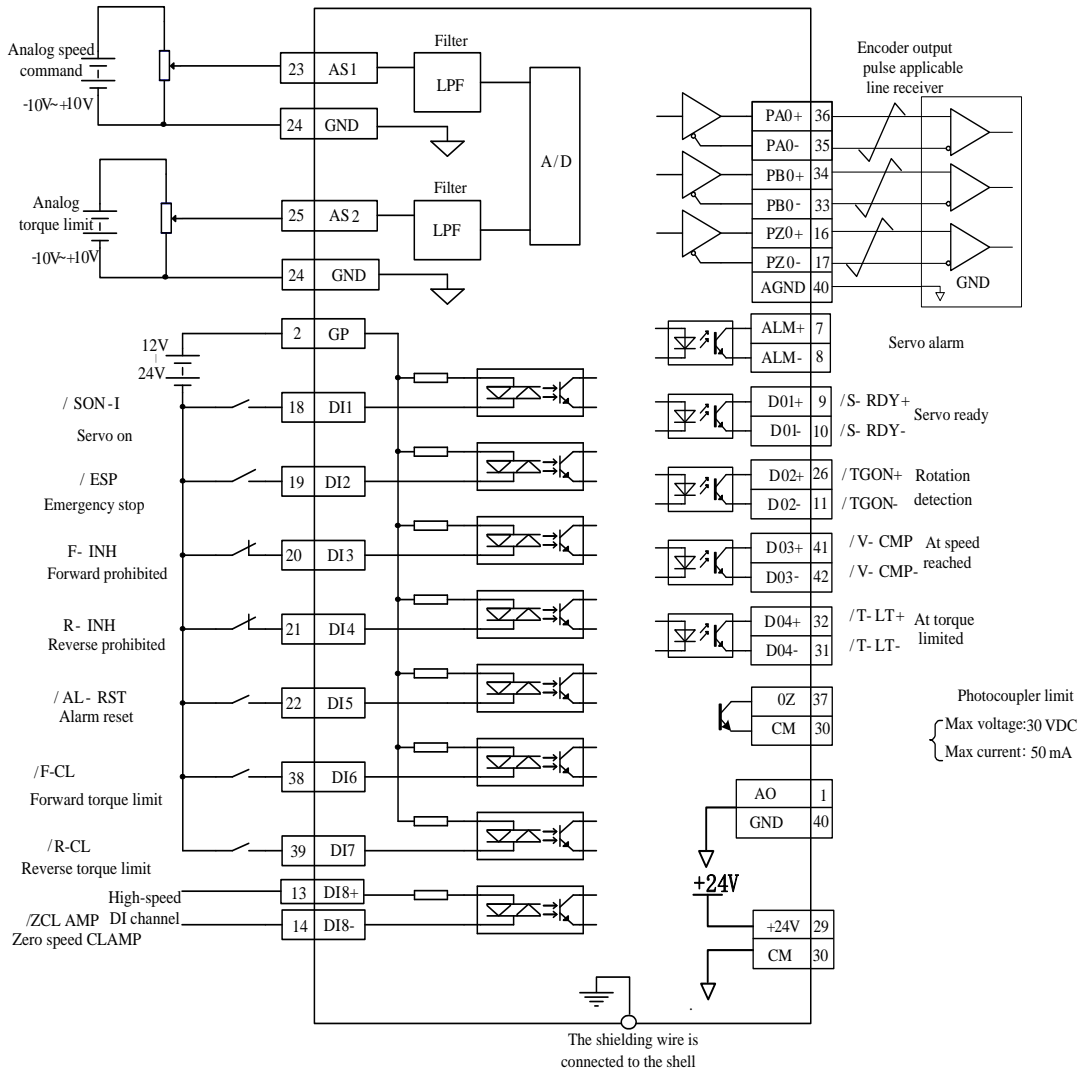 Analog speed
command
-10V~+10V
23 AS1
24 GND
Filter
LPF
A/D
Analog
torque limit
-10V~+10V
25 AS2
24 GND
Filter
LPF
2 GP
12V
24V
/ SON-I
Servo on
18 DI1
/ ESP
Emergency stop
19 DI2
F- INH
Forward prohibited
20 DI3
R- INH
Reverse prohibited
21 DI4
/ AL- RST
Alarm reset
22 DI5
/F-CL
Forward torque limit
38 DI6
/R-CL
Reverse torque limit
39 DI7
High-speed
DI channel
13 DI8+
/ZCL AMP
Zero speed CLAMP
14 DI8-
Encoder output
pulse applicable
line receiver
PA0+ 36
PA0- 35
PB0+ 34
PB0- 33
PZ0+ 16
PZ0- 17
AGND 40
GND
ALM+ 7
ALM- 8
Servo alarm
D01+ 9 /S- RDY+
D01- 10 /S- RDY-
Servo ready
D02+ 26 /TGON+
D02- 11 /TGON-
Rotation
detection
D03+ 41 /V- CMP
D03- 42 /V- CMP-
At speed
reached
D04+ 32 /T- LT+
D04- 31 /T- LT-
At torque
limited
0Z 37
CM 30
Photocoupler limit
Max voltage:30 VDC
Max current: 50 mA
AO 1
GND 40
+24V
+24V 29
CM 30
The shielding wire is
connected to the shell